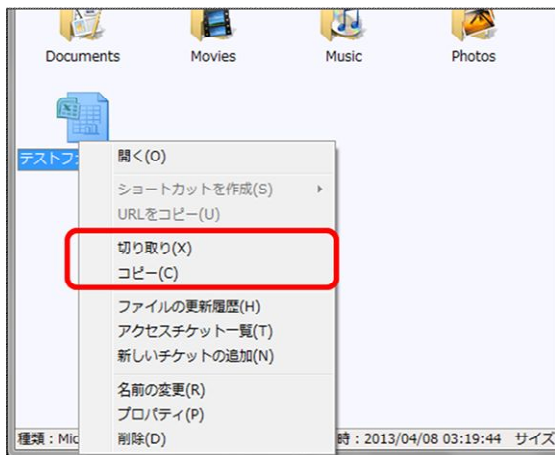 Documents Movies Music Photos
テストフ
開く(O)
ショートカットを作成(S)
URLをコピー(U)
切り取り(X)
コピー(C)
ファイルの更新履歴(H)
アクセスチケット一覧(T)
新しいチケットの追加(N)
名前の変更(R)
プロパティ(P)
削除(D)
種類：Mic 時：2013/04/08 03:19:44 サイズ